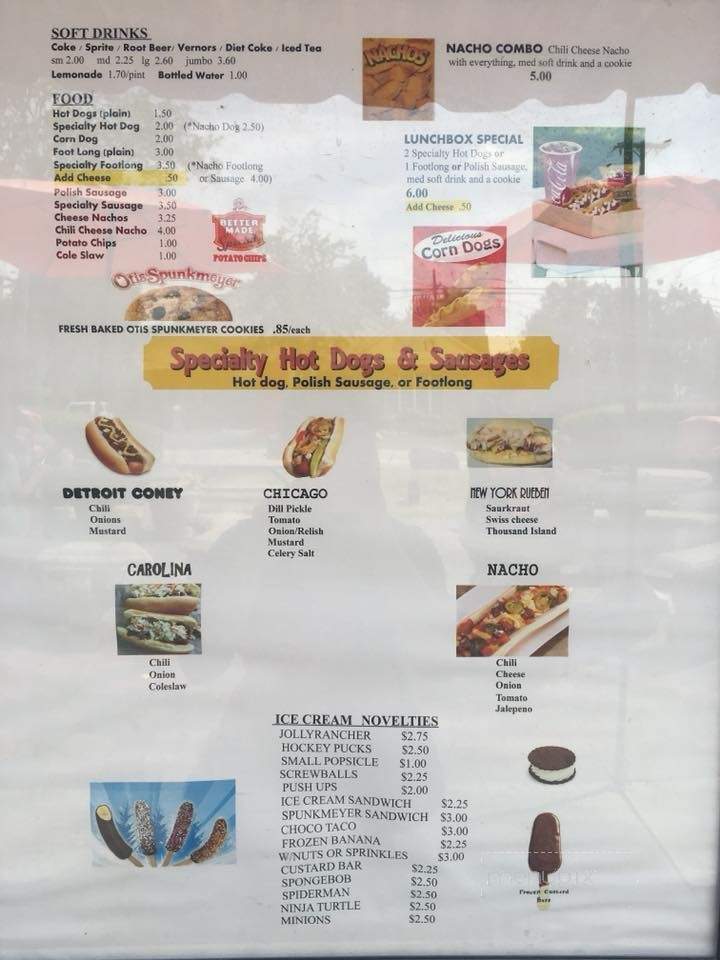 SOFT DRINKS
Coke / Sprite / Root Beer/ Vernors / Diet Coke / Iced Tea
sm 2.00 md 2.25 lg 2.60 jumbo 3.60
Lemonade 1.70/pint Bottled Water 1.00
FOOD
Hot Dogs (plain) 1.50
Specialty Hot Dog 2.00 (*Nacho Dog 2.50)
Corn Dog 2.00
Foot Long (plain) 3.00
Specialty Footlong 3.50 (*Nacho Footlong
Add Cheese .50 or Sausage 4.00)
Polish Sausage 3.00
Specialty Sausage 3.50
Cheese Nachos 3.25
Chili Cheese Nacho 4.00
Potato Chips 1.00
Cole Slaw 1.00
BETTER
MADE
Special
POTATO CHIPS
Otis Spunkmeyer
FRESH BAKED OTIS SPUNKMEYER COOKIES .85/each
NACHOS
NACHO COMBO Chili Cheese Nacho
with everything, med soft drink and a cookie
5.00
LUNCHBOX SPECIAL
2 Specialty Hot Dogs or
1 Footlong or Polish Sausage,
med soft drink and a cookie
6.00
Add Cheese .50
Delicious
Corn Dogs
Specialty Hot Dogs & Sausages
Hot dog, Polish Sausage, or Footlong
DETROIT CONEY
Chili
Onions
Mustard
CHICAGO
Dill Pickle
Tomato
Onion/Relish
Mustard
Celery Salt
NEW YORK RUEBEN
Saurkraut
Swiss cheese
Thousand Island
CAROLINA
Chili
Onion
Coleslaw
NACHO
Chili
Cheese
Onion
Tomato
Jalepeno
ICE CREAM NOVELTIES
JOLLYRANCHER $2.75
HOCKEY PUCKS $2.50
SMALL POPSICLE $1.00
SCREWBALLS $2.25
PUSH UPS $2.00
ICE CREAM SANDWICH $2.25
SPUNKMEYER SANDWICH $3.00
CHOCO TACO $3.00
FROZEN BANANA $2.25
W/NUTS OR SPRINKLES $3.00
CUSTARD BAR $2.25
SPONGEBOB $2.50
SPIDERMAN $2.50
NINJA TURTLE $2.50
MINIONS $2.50
Frozen Custard
Bars